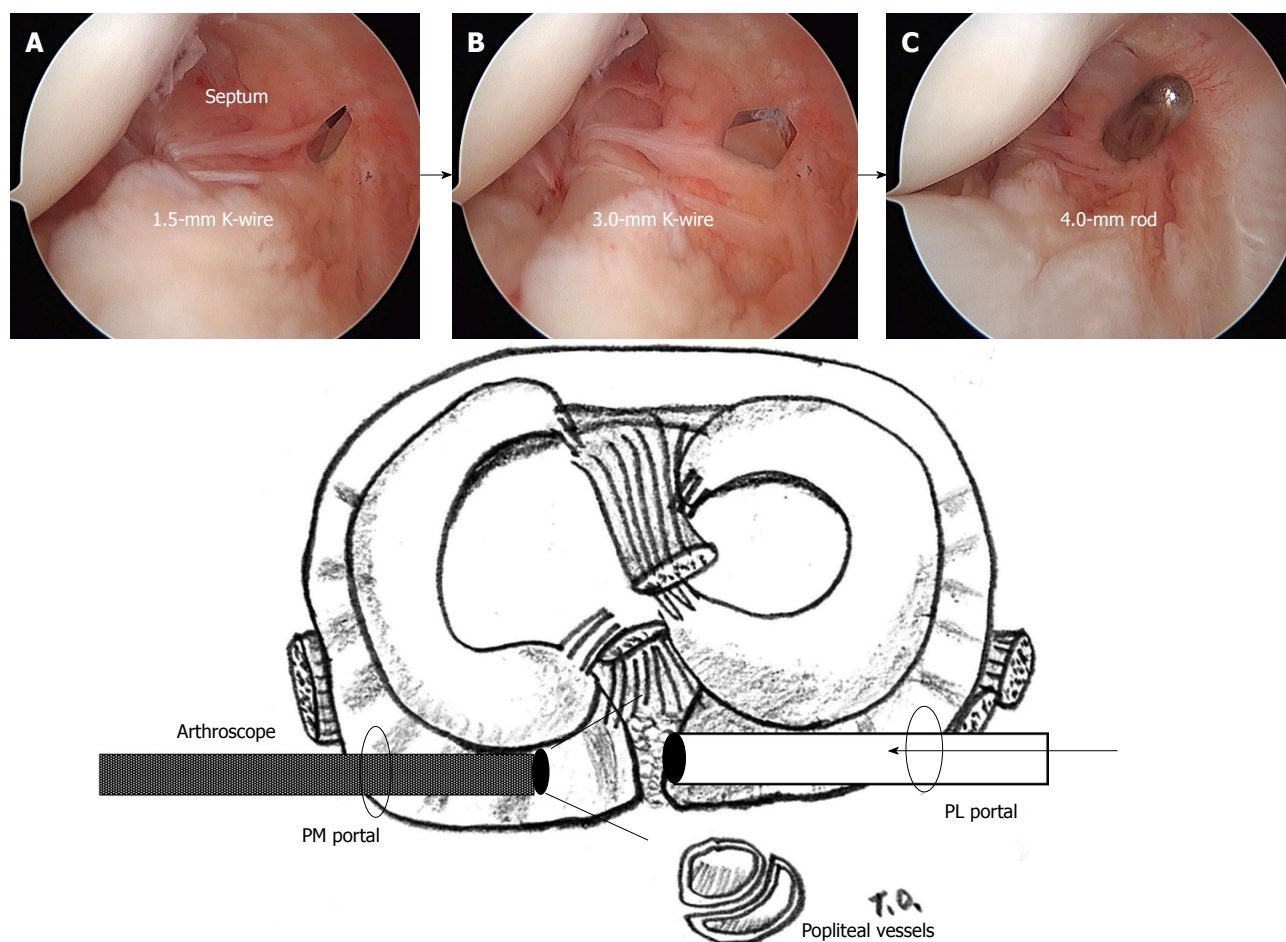 A
Septum
1.5-mm K-wire
B
3.0-mm K-wire
C
4.0-mm rod
Arthroscope
PM portal
PL portal
T.O.
Popliteal vessels